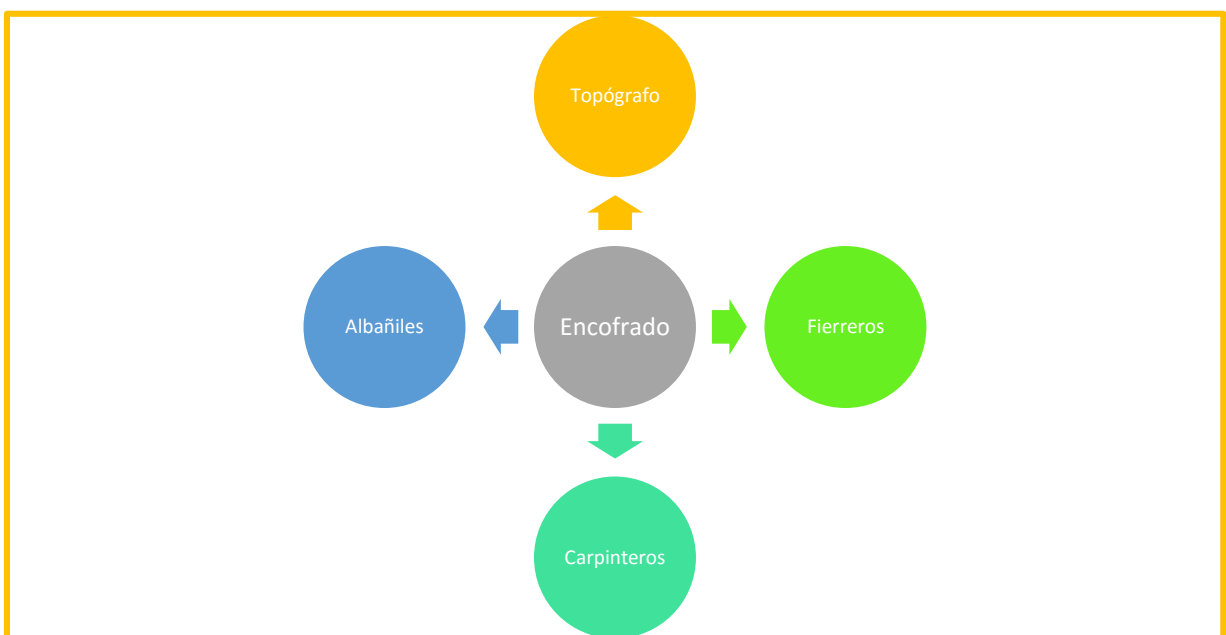 Topógrafo
Albañiles
Encofrado
Fierreros
Carpinteros